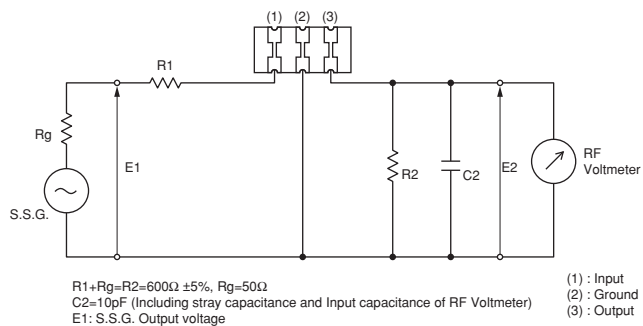 (1) (2) (3)
R1
Rg
E1
S.S.G.
R2
C2
E2
RF
Voltmeter
R1+Rg=R2=600Ω ±5%, Rg=50Ω
C2=10pF (Including stray capacitance and Input capacitance of RF Voltmeter)
E1: S.S.G. Output voltage
(1) : Input
(2) : Ground
(3) : Output